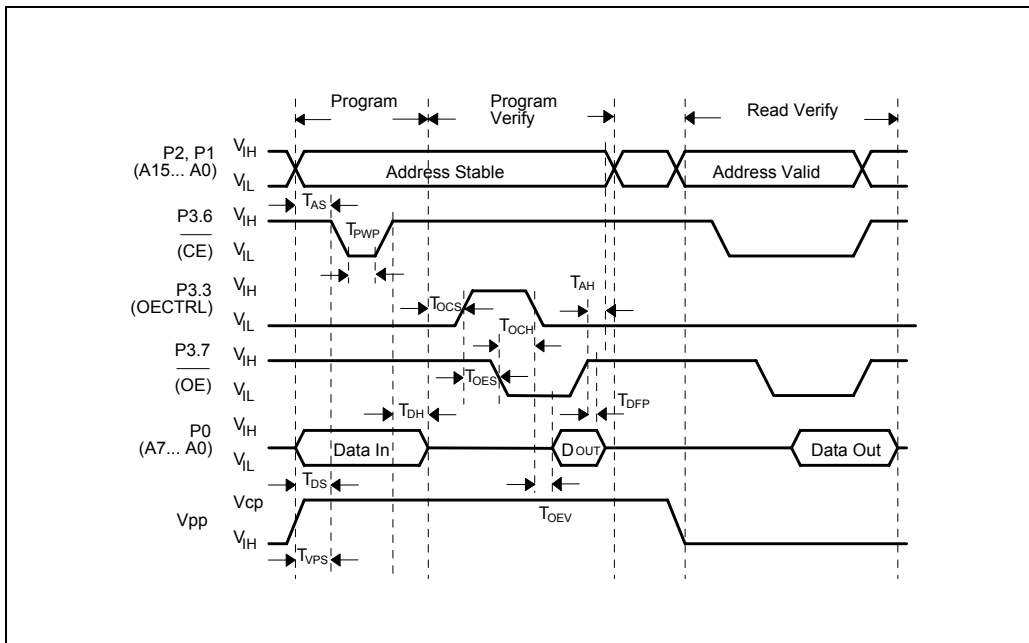 Program
Program
Verify
Read Verify
P2, P1
(A15... A0)
VIH
VIL
Address Stable
Address Valid
TAS
P3.6
(CE)
VIH
VIL
TPWP
P3.3
(OECTRL)
VIH
VIL
TOCS
TAH
TOCH
P3.7
(OE)
VIH
VIL
TOES
TDFP
TDH
P0
(A7... A0)
VIH
VIL
Data In
DOUT
Data Out
TDS
Vpp
Vcp
VIH
TOEV
TVPS